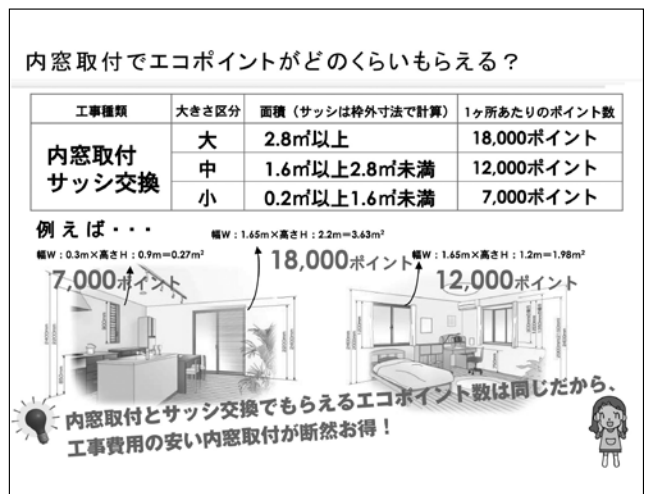 内窓取付でエコポイントがどのくらいもらえる？
工事種類 大きさ区分 面積（サッシは枠外寸法で計算） 1ヶ所あたりのポイント数
内窓取付
サッシ交換
大 2.8㎡以上 18,000ポイント
中 1.6㎡以上2.8㎡未満 12,000ポイント
小 0.2㎡以上1.6㎡未満 7,000ポイント
例えば・・・
幅W：0.3m×高さH：0.9m＝0.27m²
7,000ポイント
幅W：1.65m×高さH：2.2m＝3.63m²
18,000ポイント
幅W：1.65m×高さH：1.2m＝1.98m²
12,000ポイント
内窓取付とサッシ交換でもらえるエコポイント数は同じだから、
工事費用の安い内窓取付が断然お得！